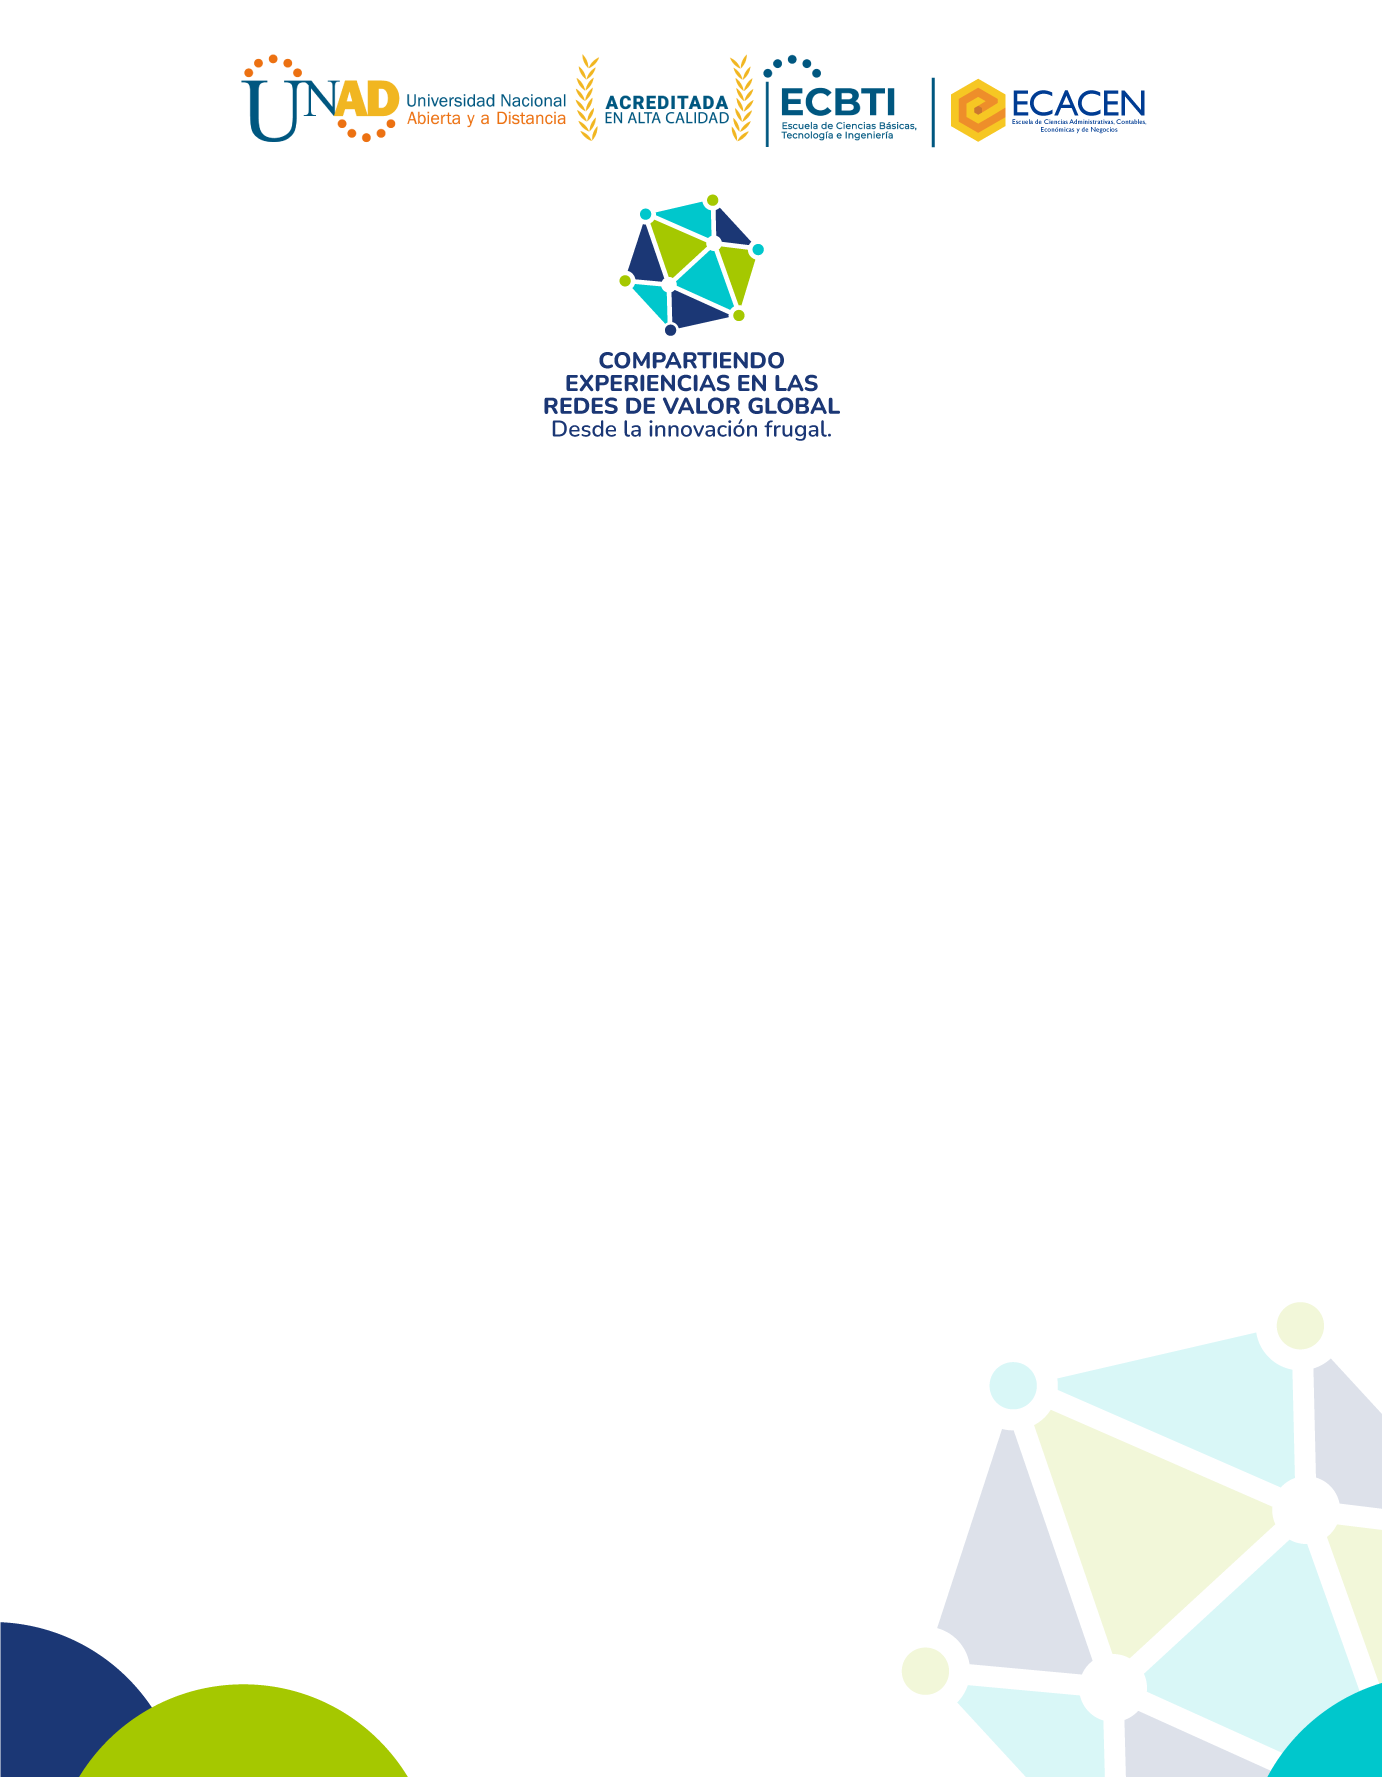 UNAD
Universidad Nacional
Abierta y a Distancia
ACREDITADA
EN ALTA CALIDAD
ECBTI
Escuela de Ciencias Básicas,
Tecnología e Ingeniería
ECACEN
Escuela de Ciencias Administrativas, Contables,
Económicas y de Negocios
COMPARTIENDO
EXPERIENCIAS EN LAS
REDES DE VALOR GLOBAL
Desde la innovación frugal.